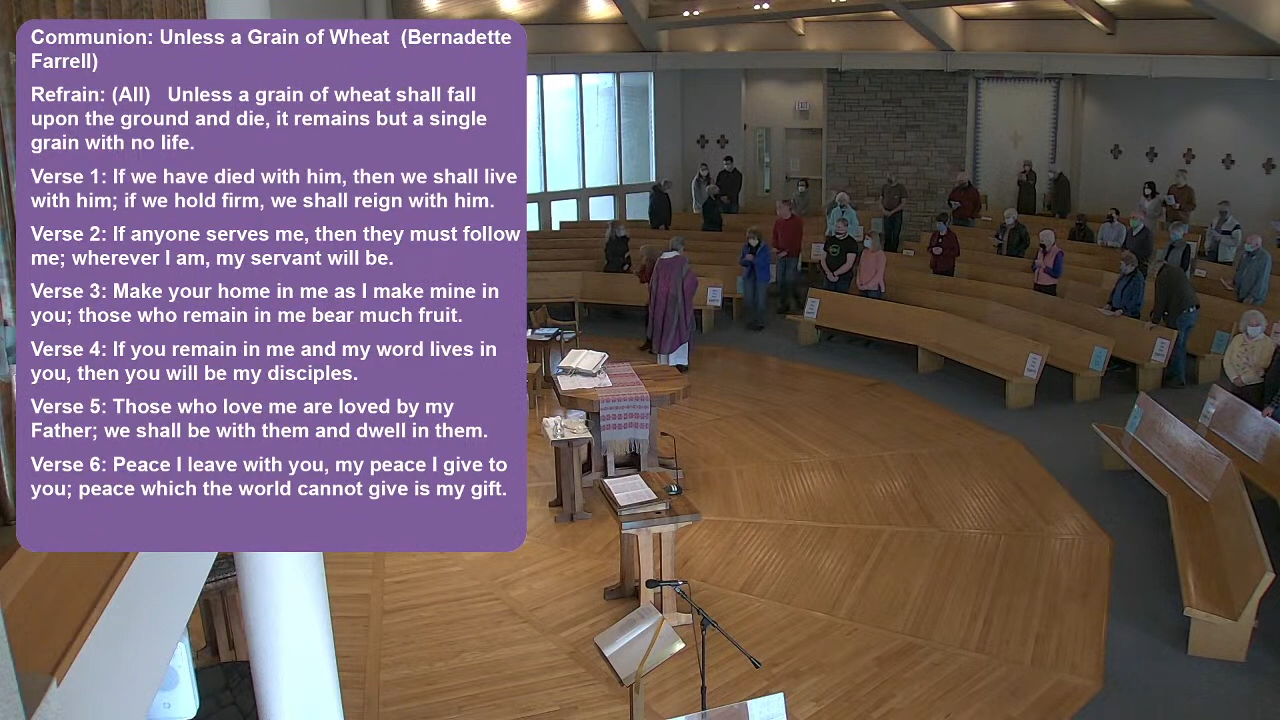 Communion: Unless a Grain of Wheat  (Bernadette
Farrell)
Refrain: (All)   Unless a grain of wheat shall fall
upon the ground and die, it remains but a single
grain with no life.
Verse 1: If we have died with him, then we shall live
with him; if we hold firm, we shall reign with him.
Verse 2: If anyone serves me, then they must follow
me; wherever I am, my servant will be.
Verse 3: Make your home in me as I make mine in
you; those who remain in me bear much fruit.
Verse 4: If you remain in me and my word lives in
you, then you will be my disciples.
Verse 5: Those who love me are loved by my
Father; we shall be with them and dwell in them.
Verse 6: Peace I leave with you, my peace I give to
you; peace which the world cannot give is my gift.
EXIT